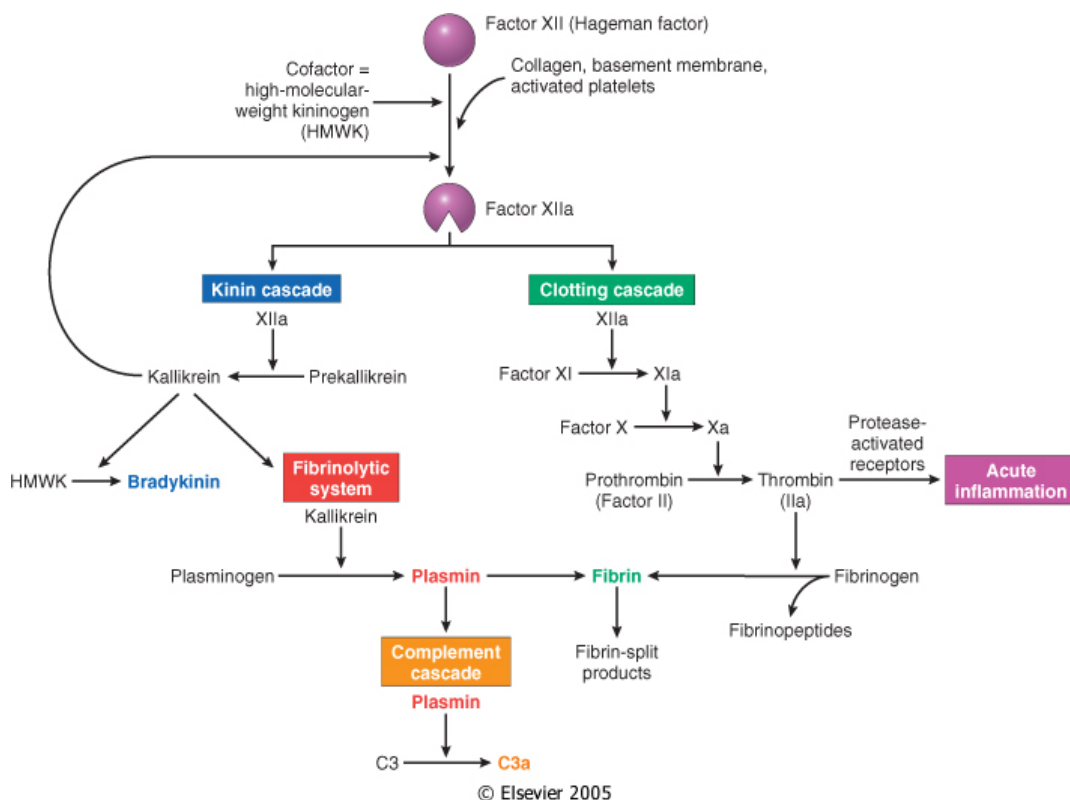 Factor XII (Hageman factor)
Cofactor =
high-molecular-
weight kininogen
(HMWK)
Collagen, basement membrane,
activated platelets
Factor XIIa
Kinin cascade
XIIa
Kallikrein
Prekallikrein
HMWK
Bradykinin
Fibrinolytic
system
Kallikrein
Clotting cascade
XIIa
Factor XI
XIa
Factor X
Xa
Prothrombin
(Factor II)
Thrombin
(IIa)
Protease-
activated
receptors
Acute
inflammation
Plasminogen
Plasmin
Fibrin
Fibrinogen
Fibrinopeptides
Fibrin-split
products
Complement
cascade
Plasmin
C3
C3a
© Elsevier 2005